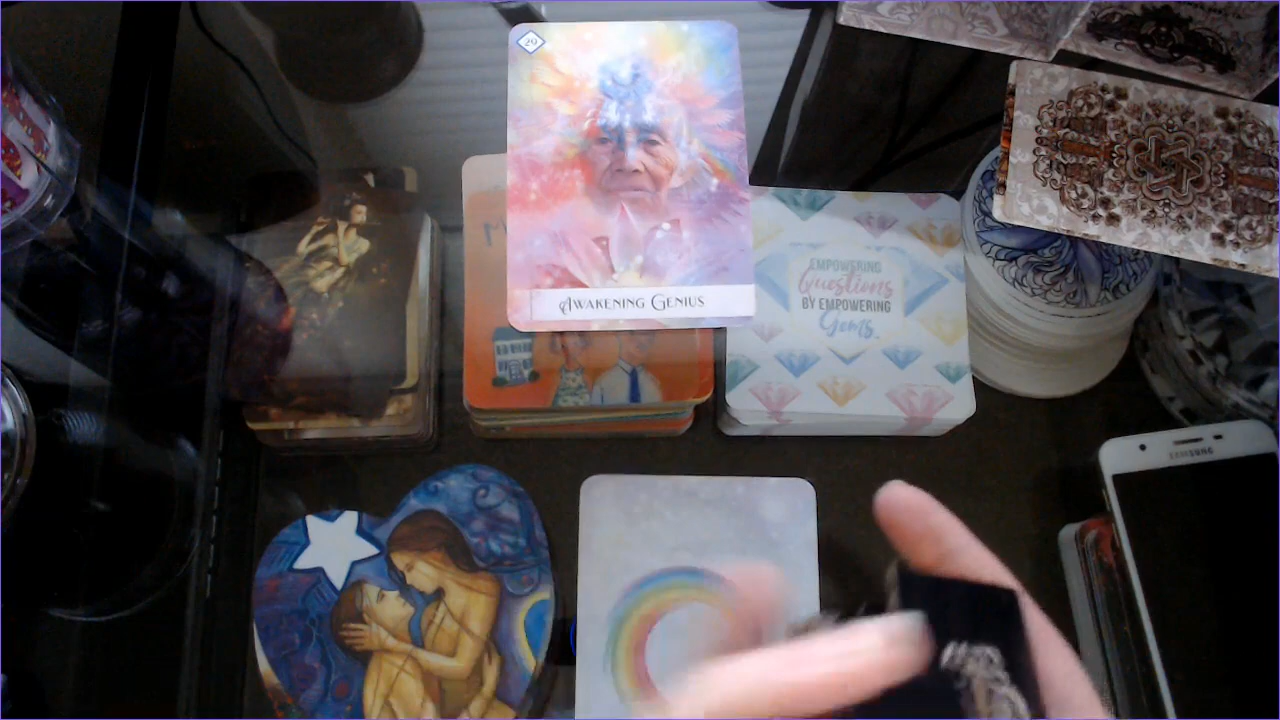 29
AWAKENING GENIUS
EMPOWERING
Questions
BY EMPOWERING
Gems.
SAMSUNG